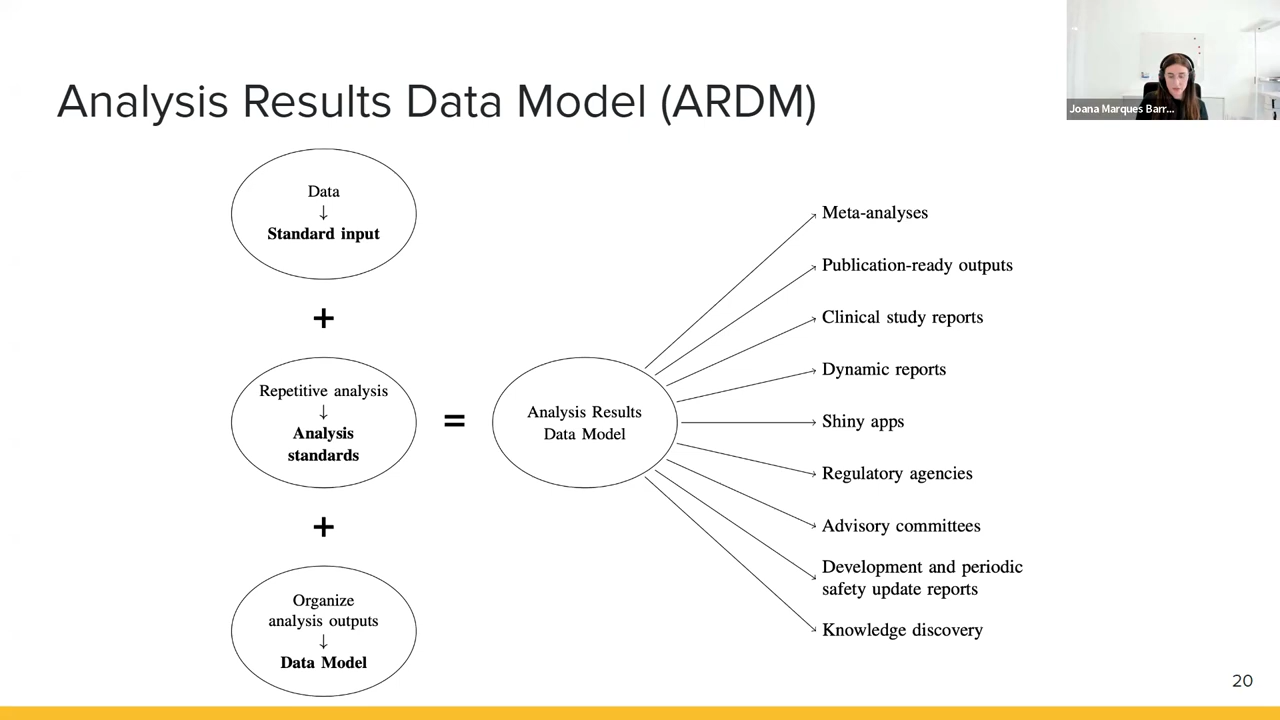 Analysis Results Data Model (ARDM)
Joana Marques Barr...
Data
↓
Standard input
+
Repetitive analysis
↓
Analysis
standards
+
Organize
analysis outputs
↓
Data Model
=
Analysis Results
Data Model
Meta-analyses
Publication-ready outputs
Clinical study reports
Dynamic reports
Shiny apps
Regulatory agencies
Advisory committees
Development and periodic
safety update reports
Knowledge discovery
20